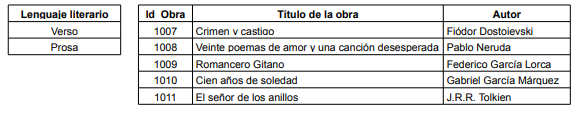 Lenguaje literario
Verso
Prosa
Id_Obra Título de la obra Autor
1007 Crimen y castigo Fiódor Dostoievski
1008 Veinte poemas de amor y una canción desesperada Pablo Neruda
1009 Romancero Gitano Federico García Lorca
1010 Cien años de soledad Gabriel García Márquez
1011 El señor de los anillos J.R.R. Tolkien